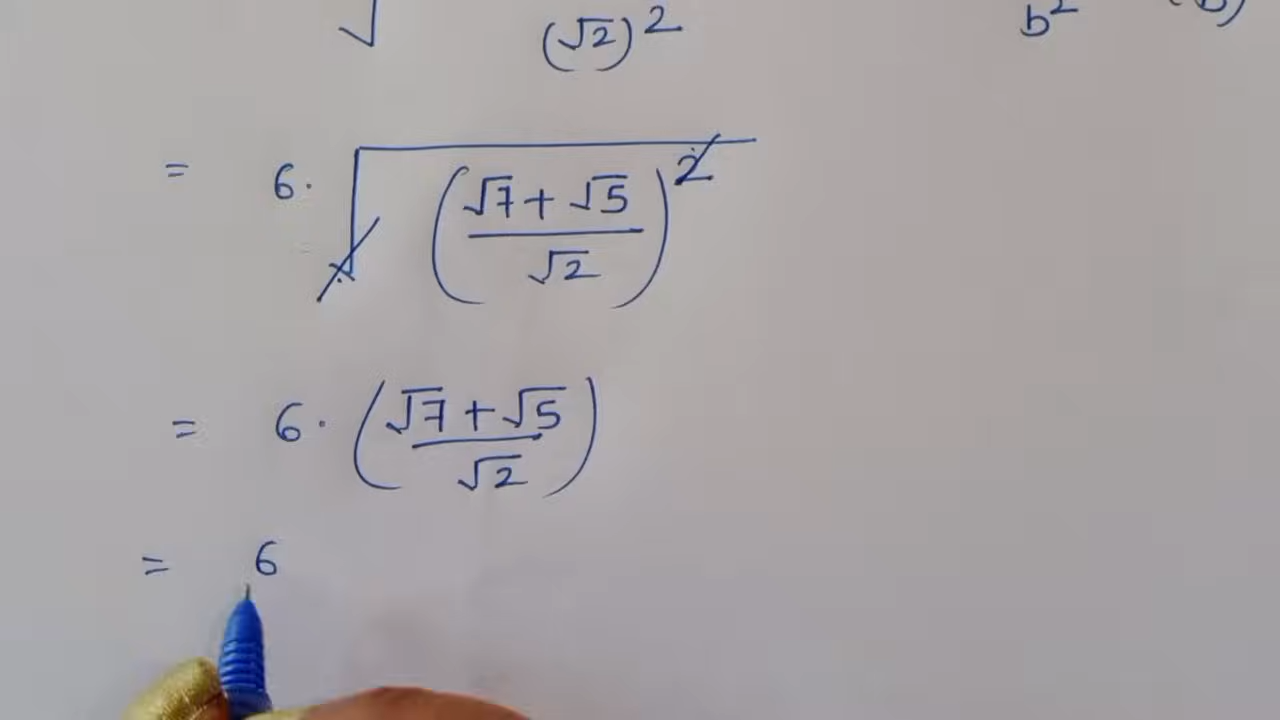 √ (√2)² b² (b)
= 6·√((√7+√5)/√2)²
= 6·((√7+√5)/√2)
= 6